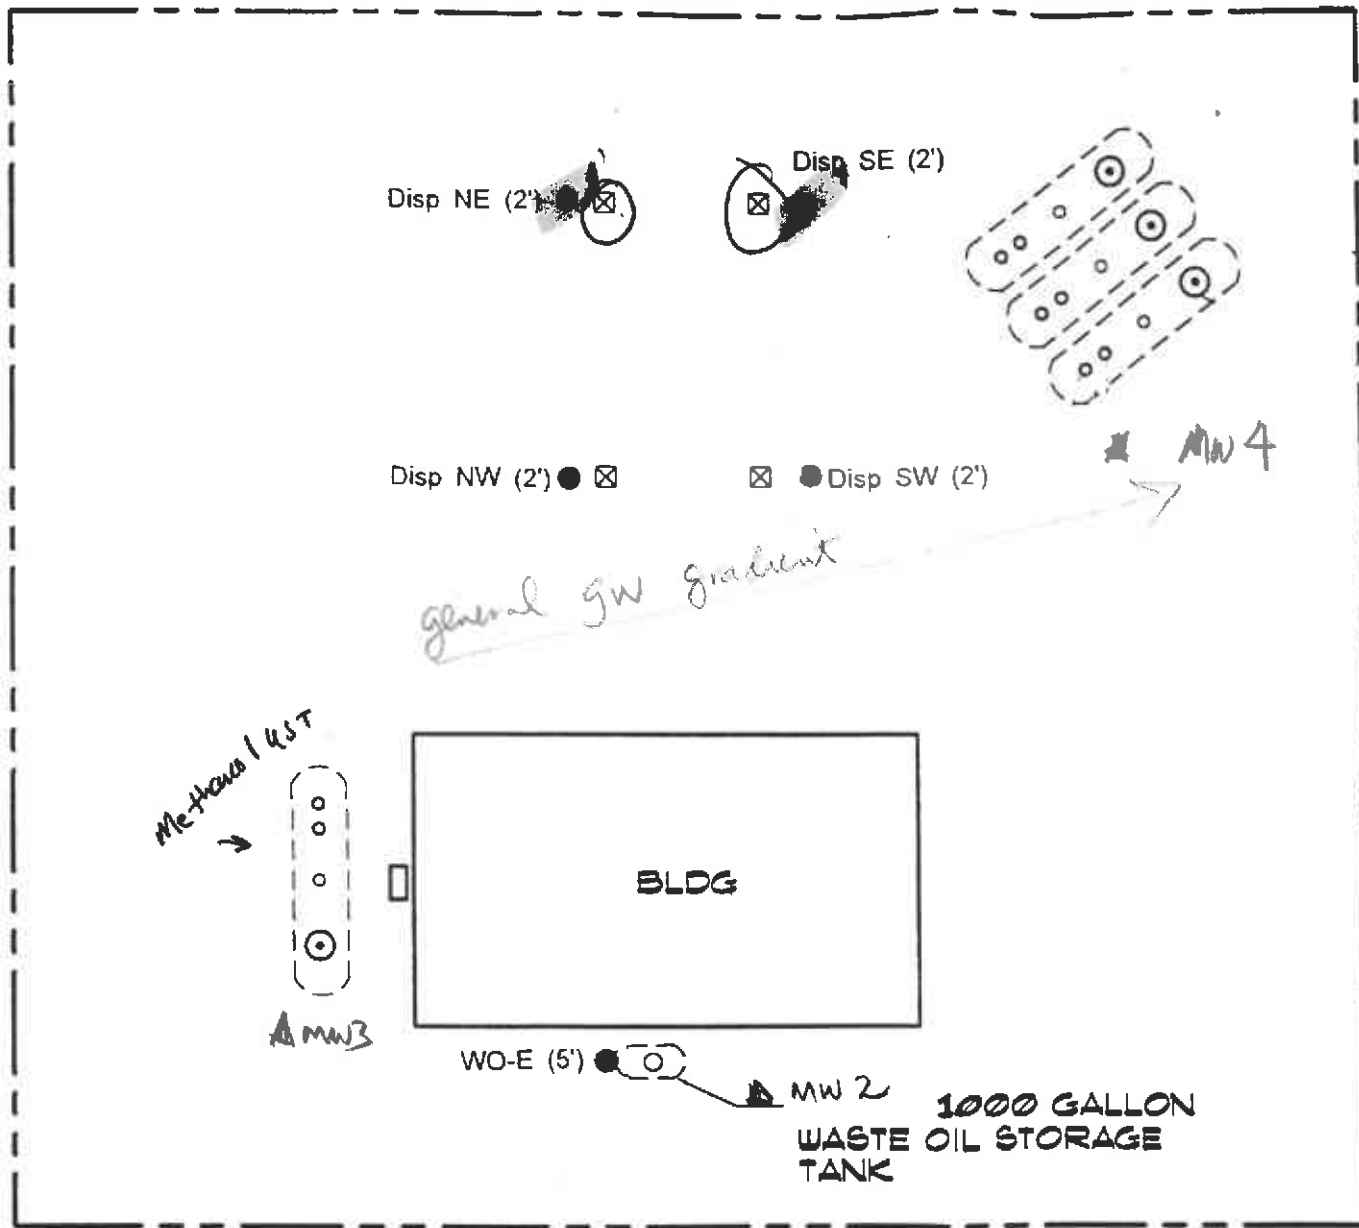 Disp NE (2')
Disp SE (2')
MW 4
Disp NW (2')
Disp SW (2')
general GW gradient
Methanol UST
BLDG
MW3
WO-E (5')
MW 2
1000 GALLON
WASTE OIL STORAGE
TANK